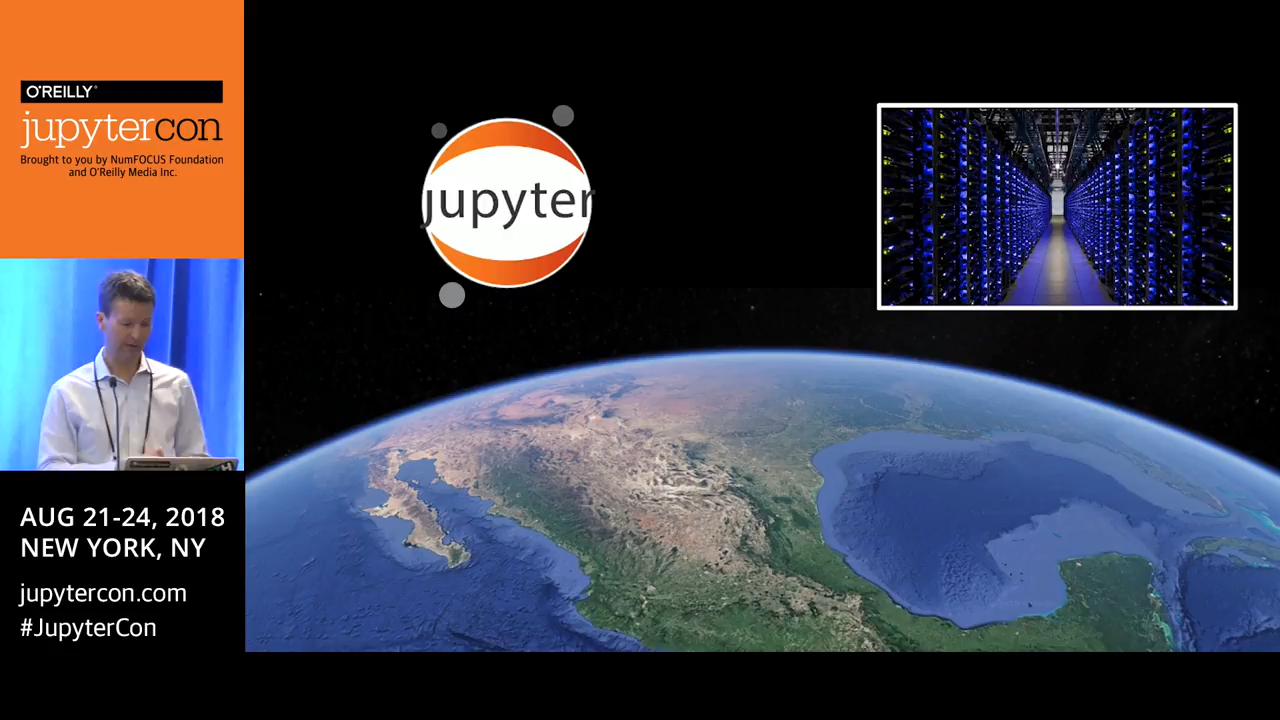 O'REILLY®
jupytercon
Brought to you by NumFOCUS Foundation
and O'Reilly Media Inc.
jupyter
AUG 21-24, 2018
NEW YORK, NY
jupytercon.com
#JupyterCon